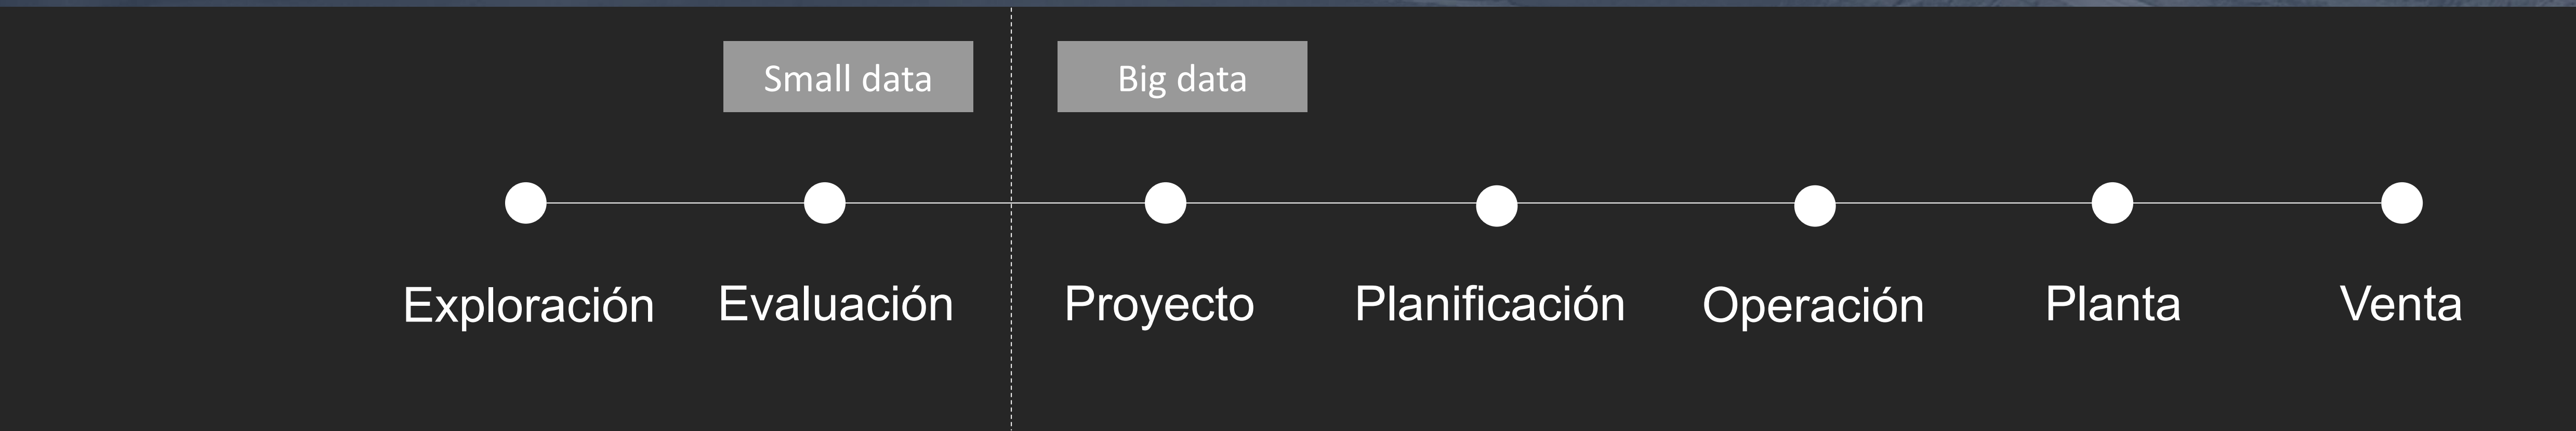 Small data
Big data
Exploración
Evaluación
Proyecto
Planificación
Operación
Planta
Venta